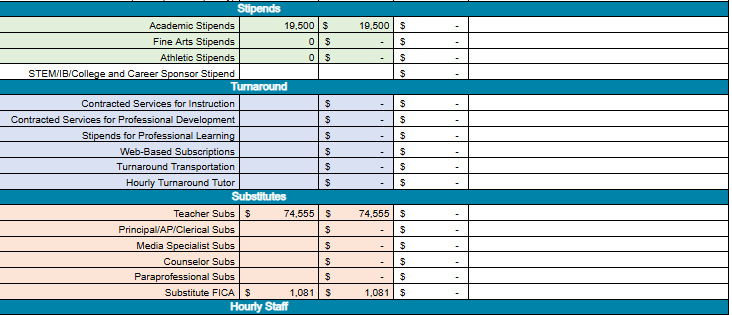 Stipends
Academic Stipends 19,500 $ 19,500 $ -
Fine Arts Stipends 0 $ - $ -
Athletic Stipends 0 $ - $ -
STEM/IB/College and Career Sponsor Stipend $ -
Turnaround
Contracted Services for Instruction $ - $ -
Contracted Services for Professional Development $ - $ -
Stipends for Professional Learning $ - $ -
Web-Based Subscriptions $ - $ -
Turnaround Transportation $ - $ -
Hourly Turnaround Tutor $ - $ -
Substitutes
Teacher Subs $ 74,555 $ 74,555 $ -
Principal/AP/Clerical Subs $ - $ -
Media Specialist Subs $ - $ -
Counselor Subs $ - $ -
Paraprofessional Subs $ - $ -
Substitute FICA $ 1,081 $ 1,081 $ -
Hourly Staff